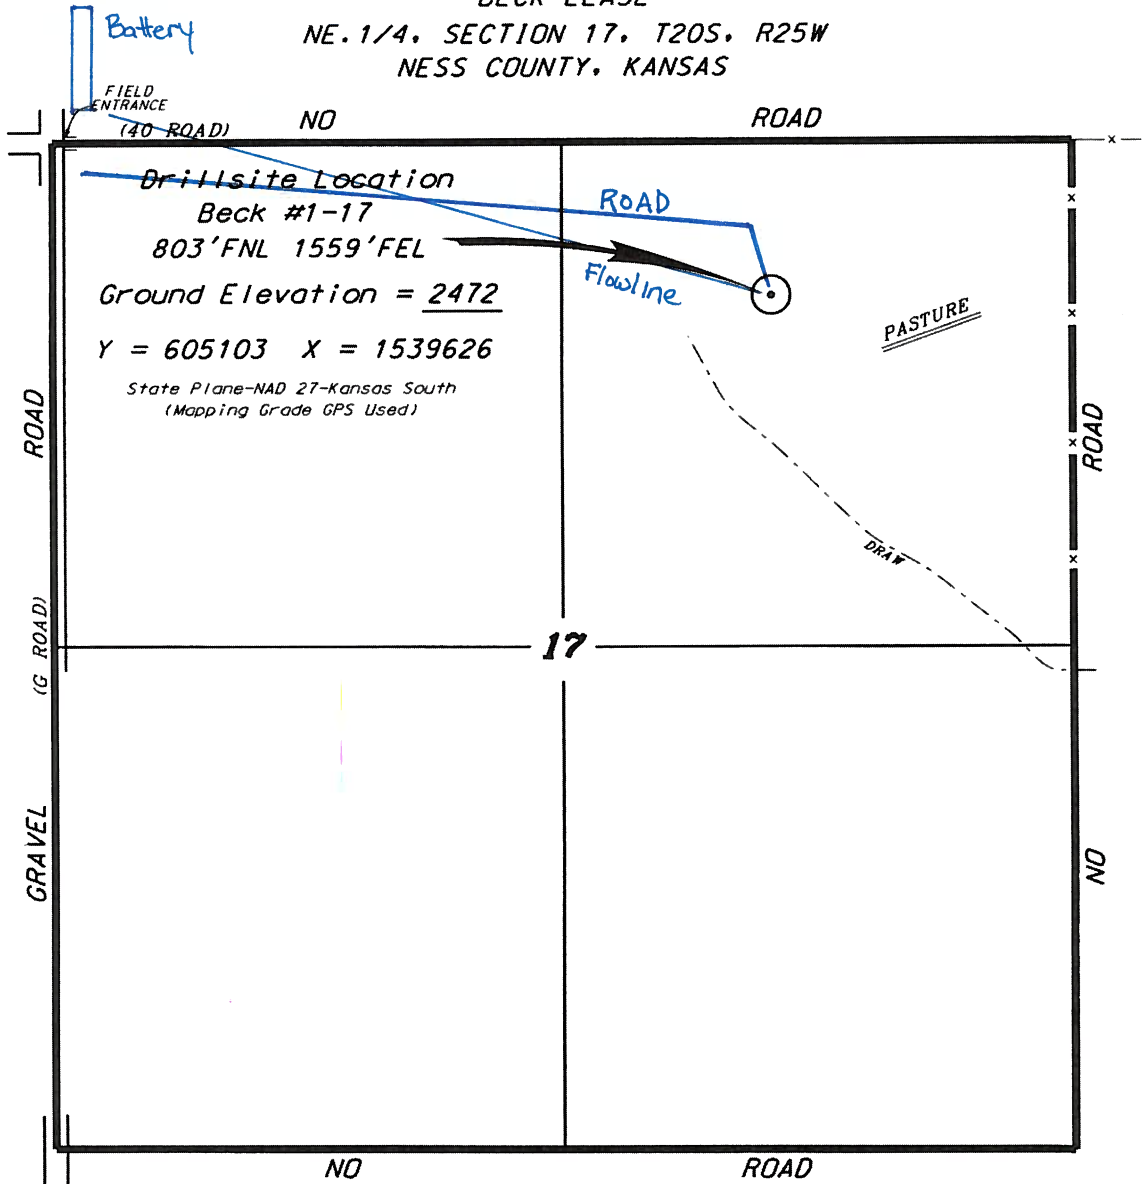 BECK LEASE
NE. 1/4. SECTION 17. T20S. R25W
NESS COUNTY. KANSAS
Battery
FIELD
ENTRANCE
(40 ROAD)
NO
ROAD
Drillsite Location
Beck #1-17
803'FNL 1559'FEL
Ground Elevation = 2472
Y = 605103 X = 1539626
State Plane-NAD 27-Kansas South
(Mapping Grade GPS Used)
ROAD
Flowline
PASTURE
DRAW
ROAD
(G ROAD)
GRAVEL
17
ROAD
NO
NO
ROAD